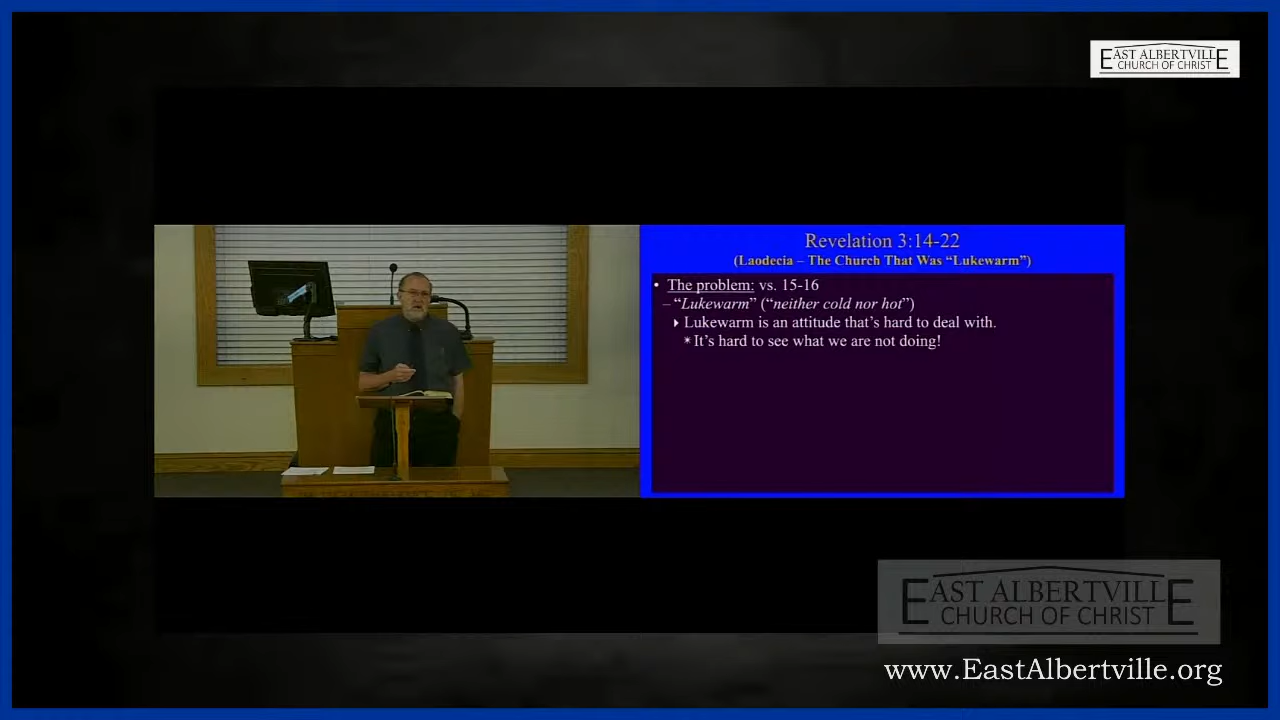 EAST ALBERTVILLE
CHURCH OF CHRIST
Revelation 3:14-22
(Laodecia – The Church That Was “Lukewarm”)
• The problem: vs. 15-16
– “Lukewarm” (“neither cold nor hot”)
Lukewarm is an attitude that’s hard to deal with.
* It’s hard to see what we are not doing!
EAST ALBERTVILLE
CHURCH OF CHRIST
www.EastAlbertville.org